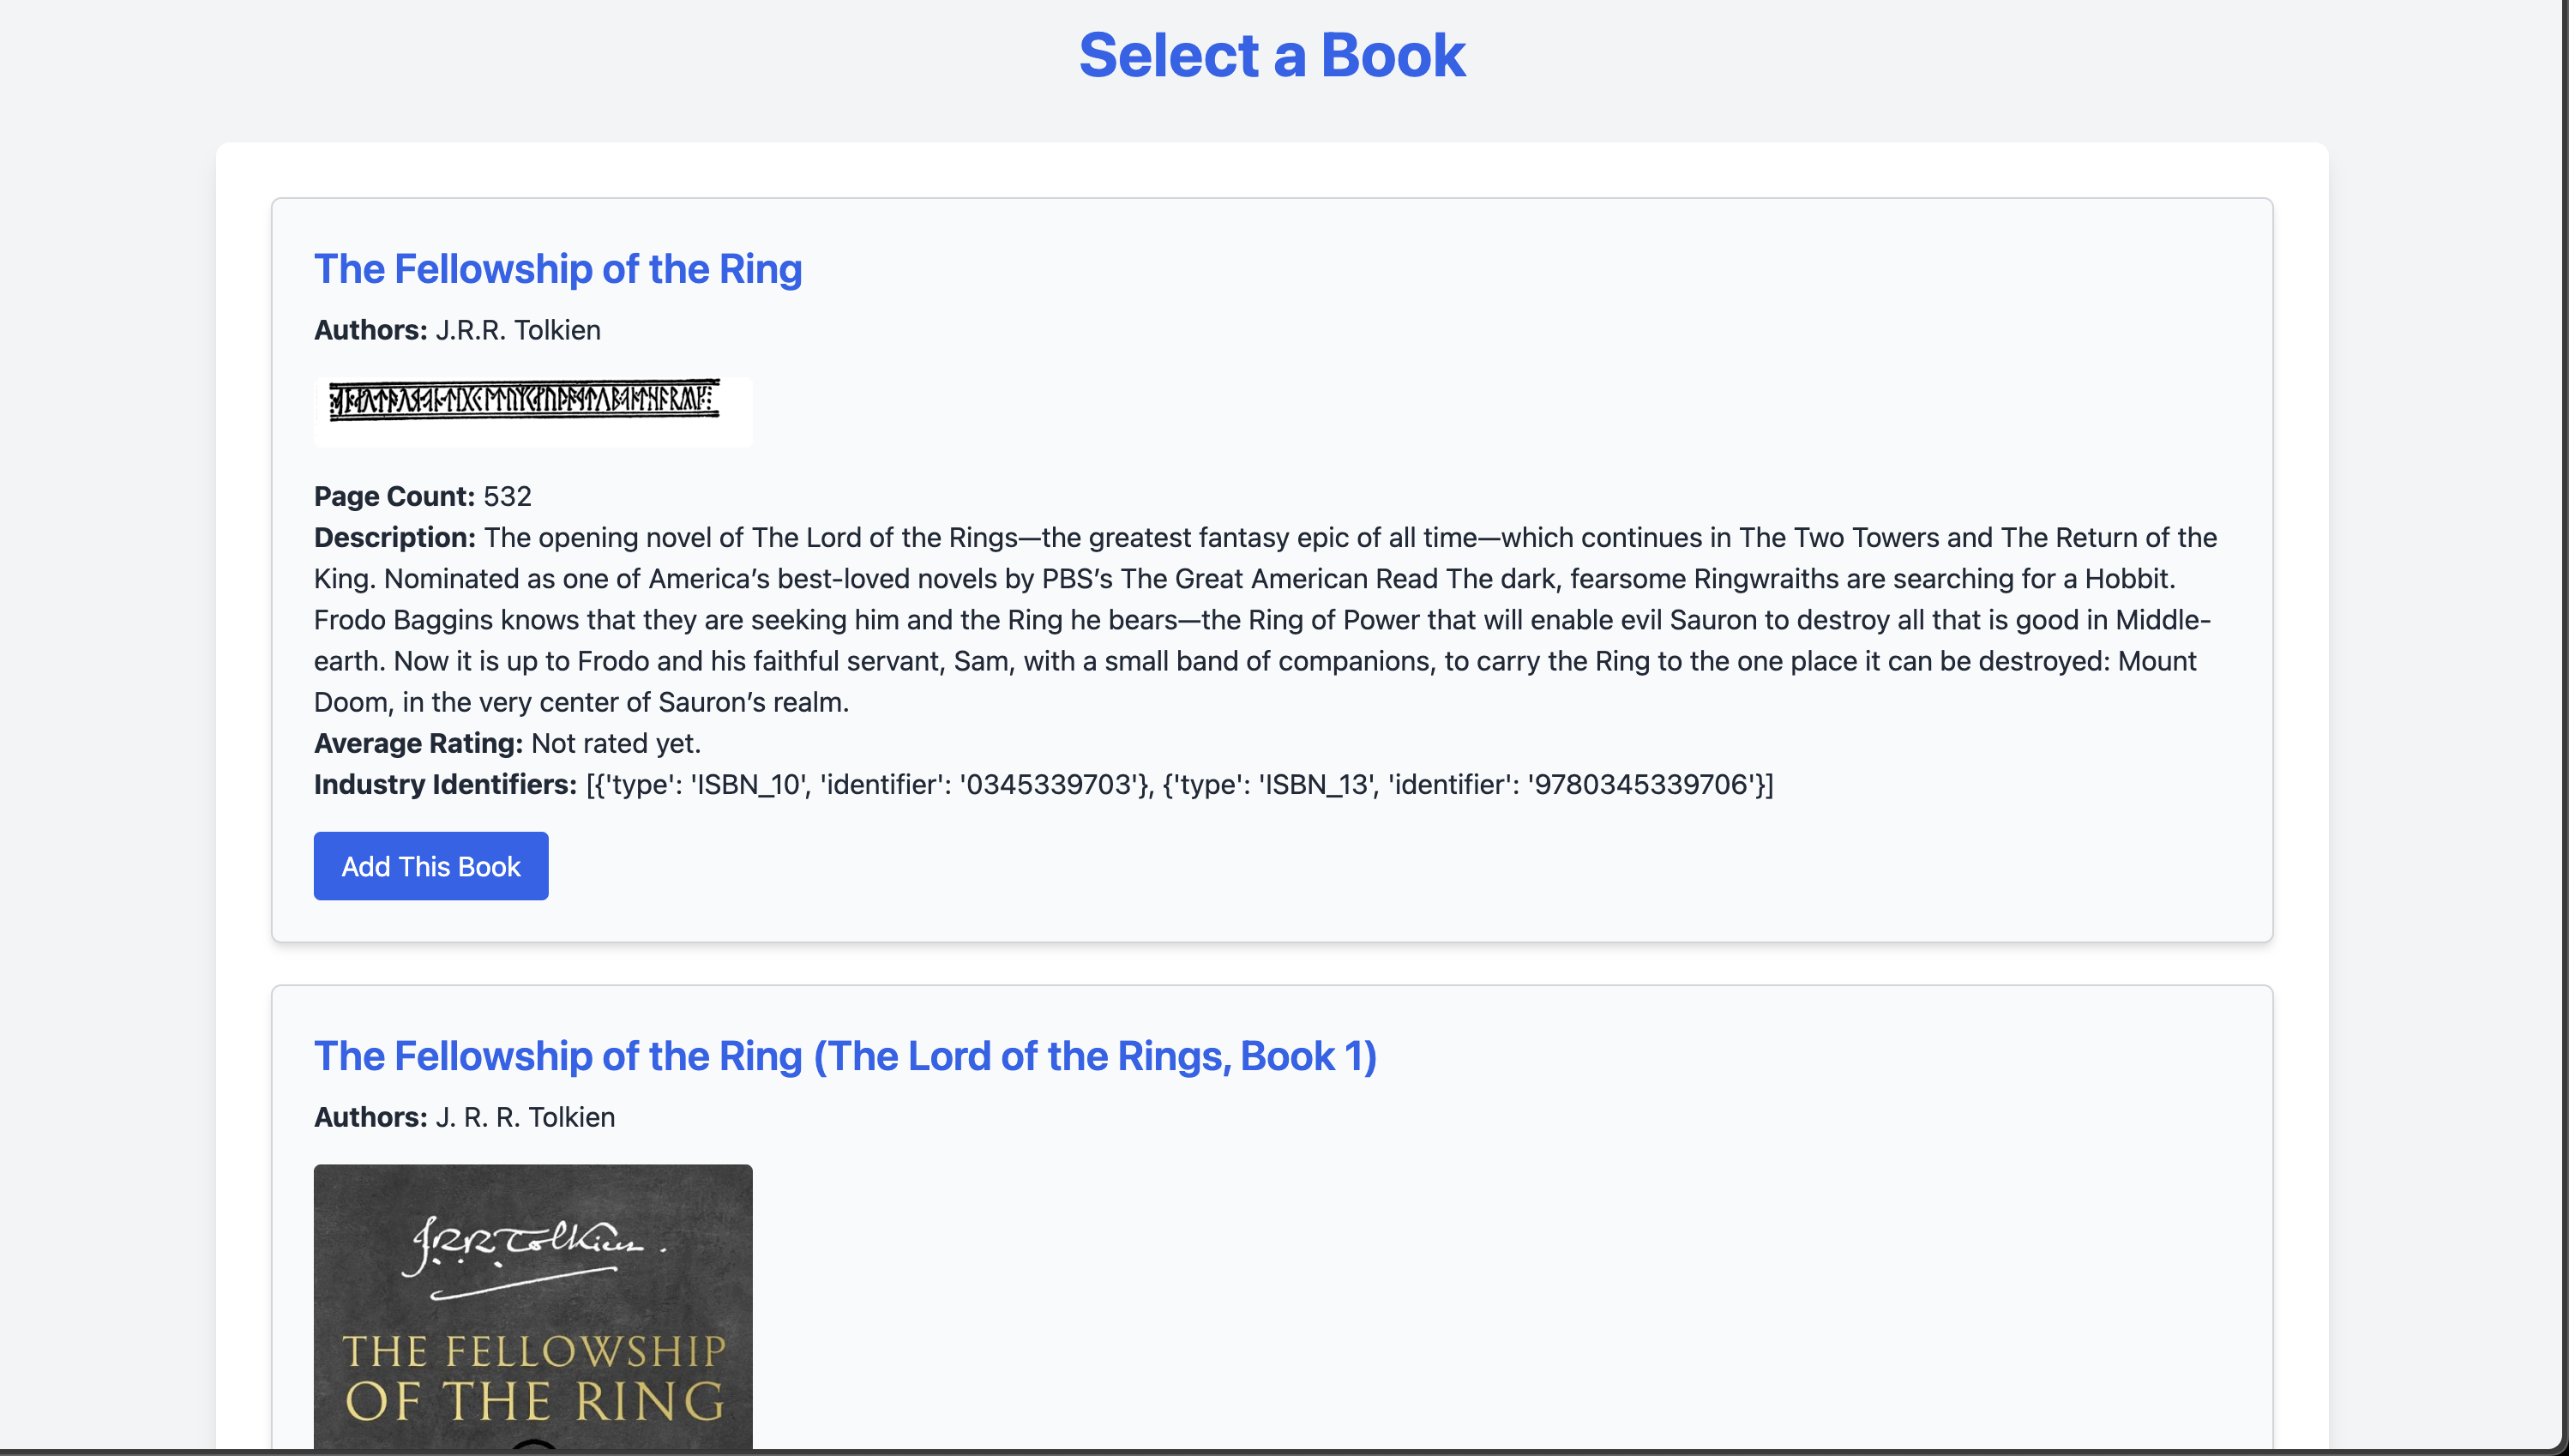 Select a Book
The Fellowship of the Ring
Authors: J.R.R. Tolkien
Page Count: 532
Description: The opening novel of The Lord of the Rings—the greatest fantasy epic of all time—which continues in The Two Towers and The Return of the
King. Nominated as one of America’s best-loved novels by PBS’s The Great American Read The dark, fearsome Ringwraiths are searching for a Hobbit.
Frodo Baggins knows that they are seeking him and the Ring he bears—the Ring of Power that will enable evil Sauron to destroy all that is good in Middle-
earth. Now it is up to Frodo and his faithful servant, Sam, with a small band of companions, to carry the Ring to the one place it can be destroyed: Mount
Doom, in the very center of Sauron’s realm.
Average Rating: Not rated yet.
Industry Identifiers: [{'type': 'ISBN_10', 'identifier': '0345339703'}, {'type': 'ISBN_13', 'identifier': '9780345339706'}]
Add This Book
The Fellowship of the Ring (The Lord of the Rings, Book 1)
Authors: J. R. R. Tolkien
JRR Tolkien.
THE FELLOWSHIP
OF THE RING